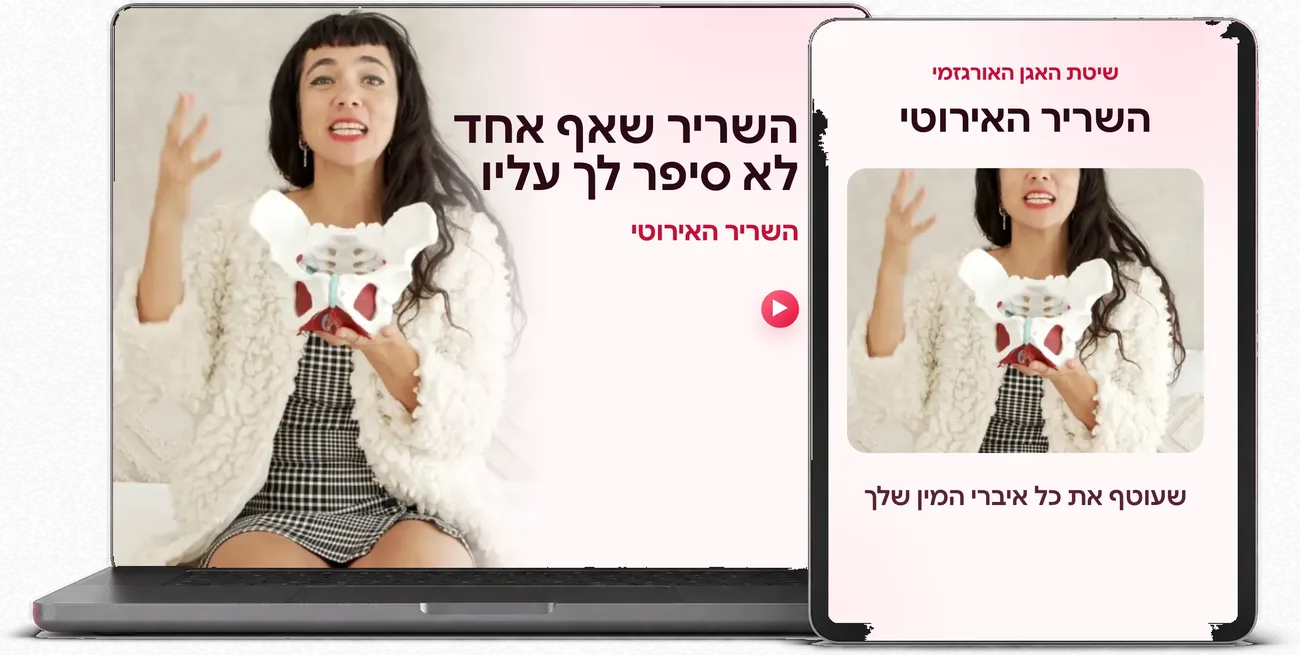 השריר שאף אחד
לא סיפר לך עליו
השריר האירוטי
שיטת האגן האורגזמי
השריר האירוטי
שעוטף את כל איברי המין שלך